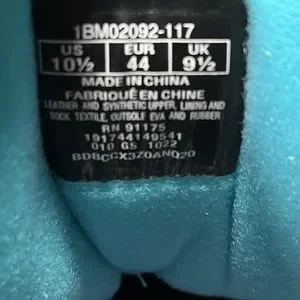 1BM02092-117
US EUR UK
10½ 44 9½
MADE IN CHINA
FABRIQUÉ EN CHINE
LEATHER AND SYNTHETIC UPPER, LINING AND
SOCK TEXTILE, OUTSOLE EVA AND RUBBER
RN 91175
191744149541
010 GS 1022